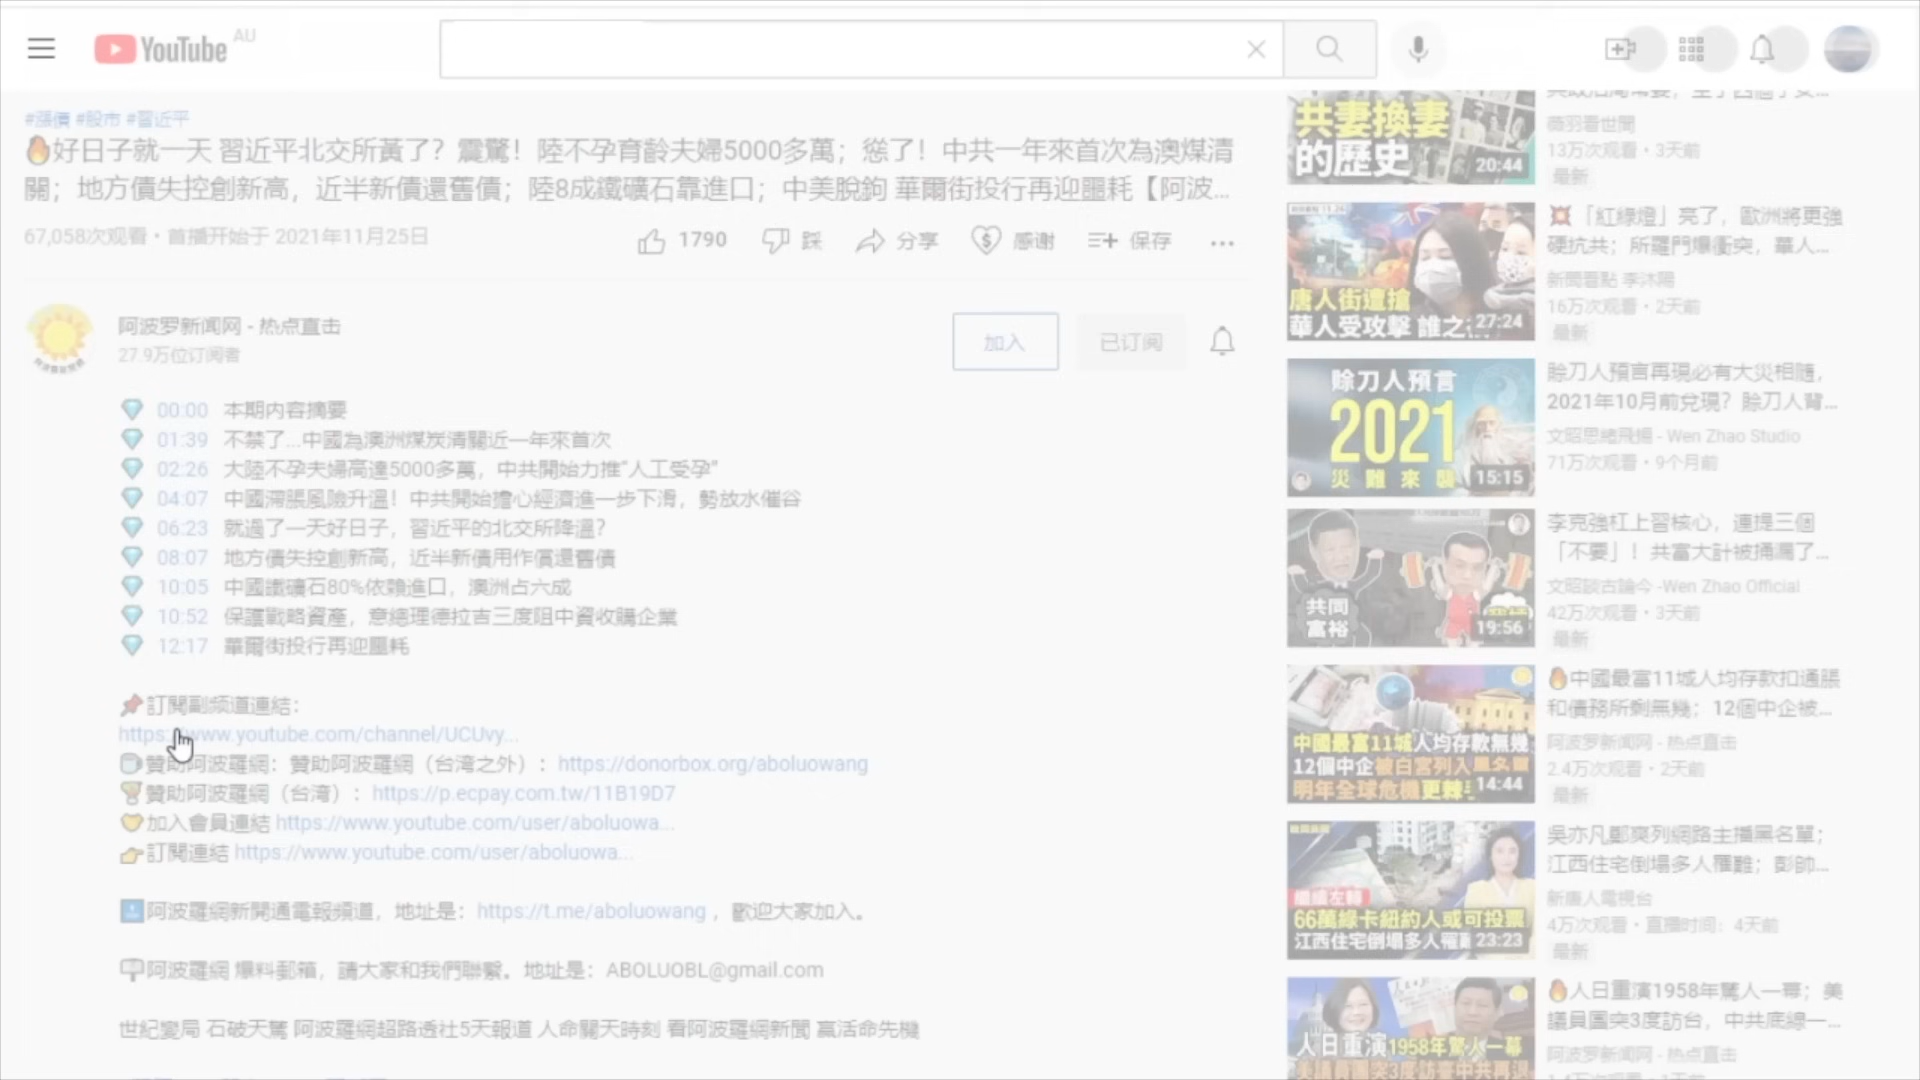 YouTube AU
#漲價 #股市 #習近平
好日子就一天 習近平北交所黃了？震驚！陸不孕育齡夫婦5000多萬；慫了！中共一年來首次為澳煤清
關；地方債失控創新高，近半新債還舊債；陸8成鐵礦石靠進口；中美脫鉤 華爾街投行再迎噩耗【阿波...
67,058次观看・首播开始于 2021年11月25日
1790 踩 分享 感谢 保存
阿波罗新闻网 - 热点直击
27.9万位订阅者
加入 已订阅
00:00 本期内容摘要
01:39 不禁了...中國為澳洲煤炭清關近一年來首次
02:26 大陸不孕夫婦高達5000多萬，中共開始力推"人工受孕"
04:07 中國滯脹風險升溫！中共開始擔心經濟進一步下滑，勢放水催谷
06:23 就過了一天好日子，習近平的北交所降溫？
08:07 地方債失控創新高，近半新債用作償還舊債
10:05 中國鐵礦石80%依賴進口，澳洲占六成
10:52 保護戰略資產，意總理德拉吉三度阻中資收購企業
12:17 華爾街投行再迎噩耗
訂閱副频道連結：
https://www.youtube.com/channel/UCUvy...
贊助阿波羅網：贊助阿波羅網（台湾之外）：https://donorbox.org/aboluowang
贊助阿波羅網（台湾）：https://p.ecpay.com.tw/11B19D7
加入會員連結 https://www.youtube.com/user/aboluowa...
訂閱連結 https://www.youtube.com/user/aboluowa...
阿波羅網新開通電報頻道，地址是：https://t.me/aboluowang ，歡迎大家加入。
阿波羅網 爆料郵箱，請大家和我們聯繫。地址是：ABOLUOBL@gmail.com
世紀變局 石破天驚 阿波羅網超路透社5天報道 人命關天時刻 看阿波羅網新聞 贏活命先機
共妻換妻
的歷史
20:44
薇羽看世間
13万次观看・3天前
最新
唐人街遭搶
華人受攻擊 誰之
27:24
「紅綠燈」亮了，歐洲將更強
硬抗共；所羅門爆衝突，華人...
新聞看點 李沐陽
16万次观看・2天前
最新
賒刀人預言
2021
災難來襲
15:15
賒刀人預言再現必有大災相隨，
2021年10月前兌現？賒刀人背...
文昭思緒飛揚 - Wen Zhao Studio
71万次观看・9个月前
共同
富裕
19:56
李克強杠上習核心，連提三個
「不要」！共富大計被捅漏了...
文昭談古論今 -Wen Zhao Official
42万次观看・3天前
最新
中國最富11城人均存款無幾
12個中企被白宮列入黑名單
明年全球危機更棘
14:44
中國最富11城人均存款扣通脹
和債務所剩無幾；12個中企被...
阿波罗新闻网 - 热点直击
2.4万次观看・2天前
最新
繼續左轉
66萬綠卡紐約人或可投票
江西住宅倒塌多人罹難
23:23
吳亦凡鄭爽列網路主播黑名單；
江西住宅倒塌多人罹難；彭帥...
新唐人電視台
4万次观看・直播时间：4天前
最新
人日重演1958年驚人一幕
人日重演1958年驚人一幕；美
議員團突3度訪台，中共底線一...
阿波罗新闻网 - 热点直击